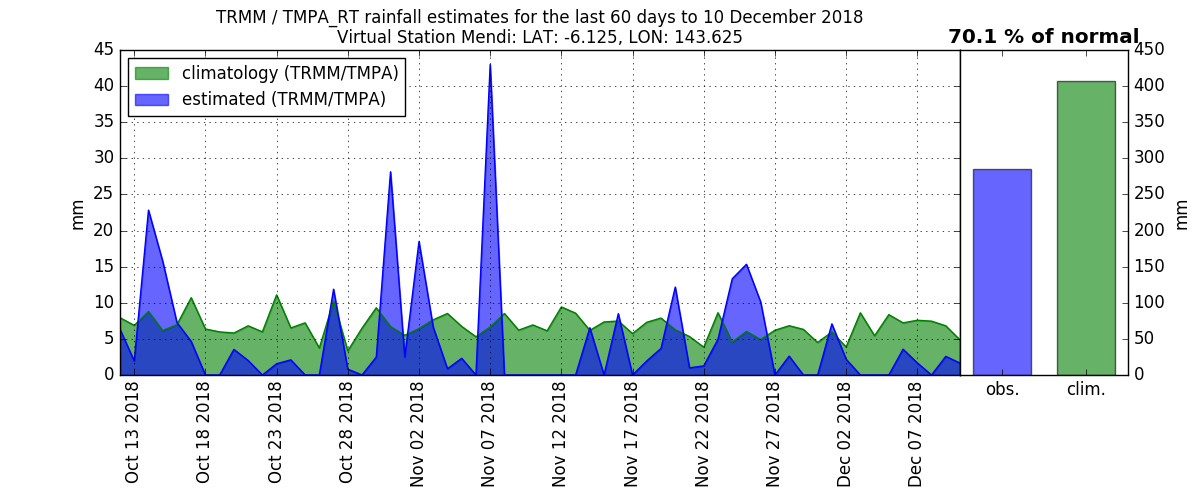 TRMM / TMPA_RT rainfall estimates for the last 60 days to 10 December 2018
Virtual Station Mendi: LAT: -6.125, LON: 143.625
70.1 % of normal
climatology (TRMM/TMPA)
estimated (TRMM/TMPA)
45
40
35
30
25
20
15
10
5
0
mm
Oct 13 2018
Oct 18 2018
Oct 23 2018
Oct 28 2018
Nov 02 2018
Nov 07 2018
Nov 12 2018
Nov 17 2018
Nov 22 2018
Nov 27 2018
Dec 02 2018
Dec 07 2018
obs.
clim.
450
400
350
300
250
200
150
100
50
0
mm